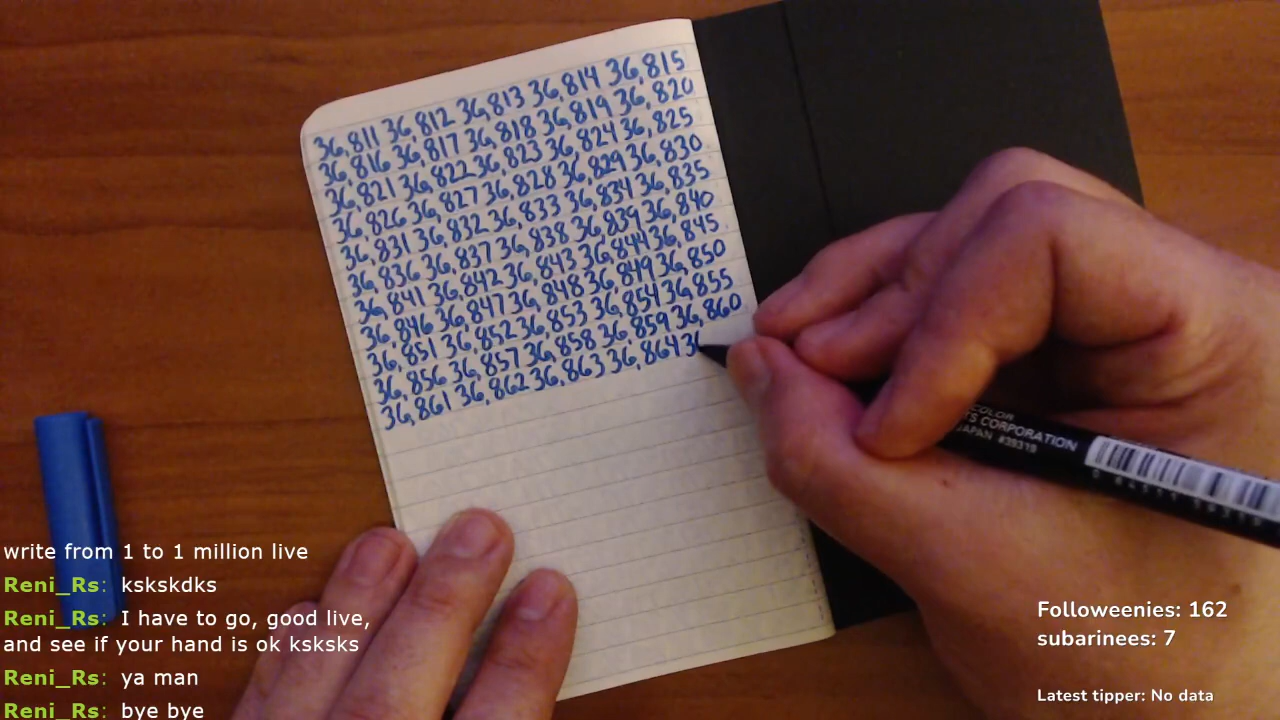 36,811 36,812 36,813 36,814 36,815
36,816 36,817 36,818 36,819 36,820
36,821 36,822 36,823 36,824 36,825
36,826 36,827 36,828 36,829 36,830
36,831 36,832 36,833 36,834 36,835
36,836 36,837 36,838 36,839 36,840
36,841 36,842 36,843 36,844 36,845
36,846 36,847 36,848 36,849 36,850
36,851 36,852 36,853 36,854 36,855
36,856 36,857 36,858 36,859 36,860
36,861 36,862 36,863 36,864 36
COLOR
TS CORPORATION
JAPAN #39319
write from 1 to 1 million live
Reni_Rs: kskskdks
Reni_Rs: I have to go, good live,
and see if your hand is ok ksksks
Reni_Rs: ya man
Reni_Rs: bye bye
Followeenies: 162
subarinees: 7
Latest tipper: No data